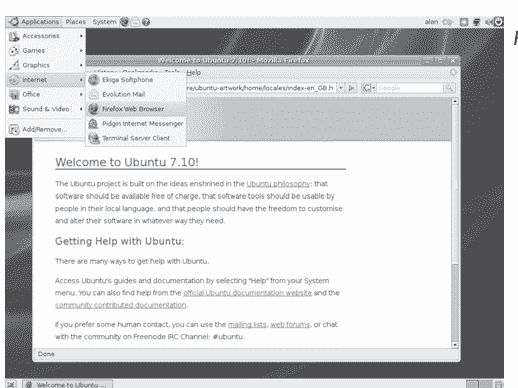 Applications Places System alan
Accessories
Games
Graphics
Internet
Office
Sound & Video
Add/Remove...
Ekiga Softphone
Evolution Mail
Firefox Web Browser
Pidgin Internet Messenger
Terminal Server Client
Welcome to Ubuntu 7.10! - Mozilla Firefox
History Bookmarks Tools Help
re/ubuntu-artwork/home/locales/index-en_GB.h Google
Welcome to Ubuntu 7.10!
The Ubuntu project is built on the ideas enshrined in the Ubuntu philosophy: that
software should be available free of charge, that software tools should be usable by
people in their local language, and that people should have the freedom to customise
and alter their software in whatever way they need.
Getting Help with Ubuntu:
There are many ways to get help with Ubuntu.
Access Ubuntu's guides and documentation by selecting "Help" from your System
menu. You can also find help from the official Ubuntu documentation website and the
community contributed documentation.
If you prefer some human contact, you can use the mailing lists, web forums, or chat
with the community on Freenode IRC Channel: #ubuntu.
Done
Welcome to Ubuntu ...